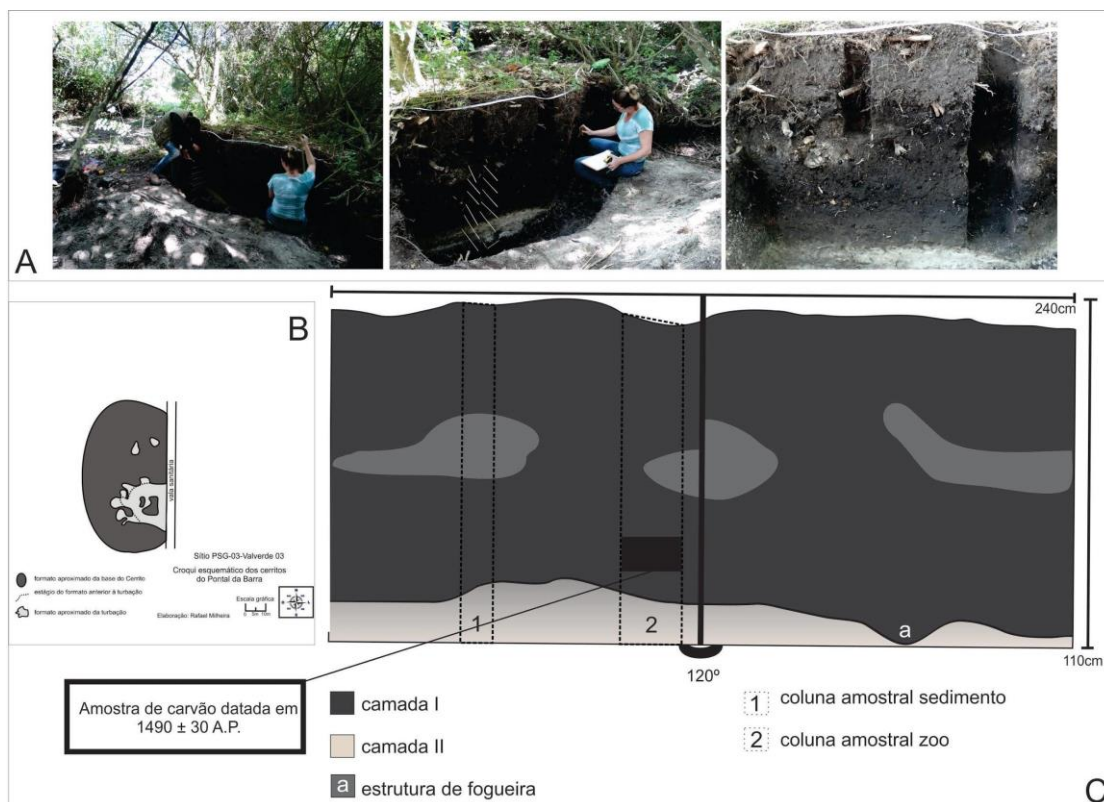 A
B
vala sanitária
Sítio PSG-03-Valverde 03
Croqui esquemático dos cerritos
do Pontal da Barra
formato aproximado da base do Cerrito
estágio do formato anterior à turbação
formato aproximado da turbação
Escala gráfica
Elaboração: Rafael Milheira
240cm
1
2
a
110cm
120º
Amostra de carvão datada em
1490 ± 30 A.P.
camada I
camada II
a estrutura de fogueira
1 coluna amostral sedimento
2 coluna amostral zoo
C